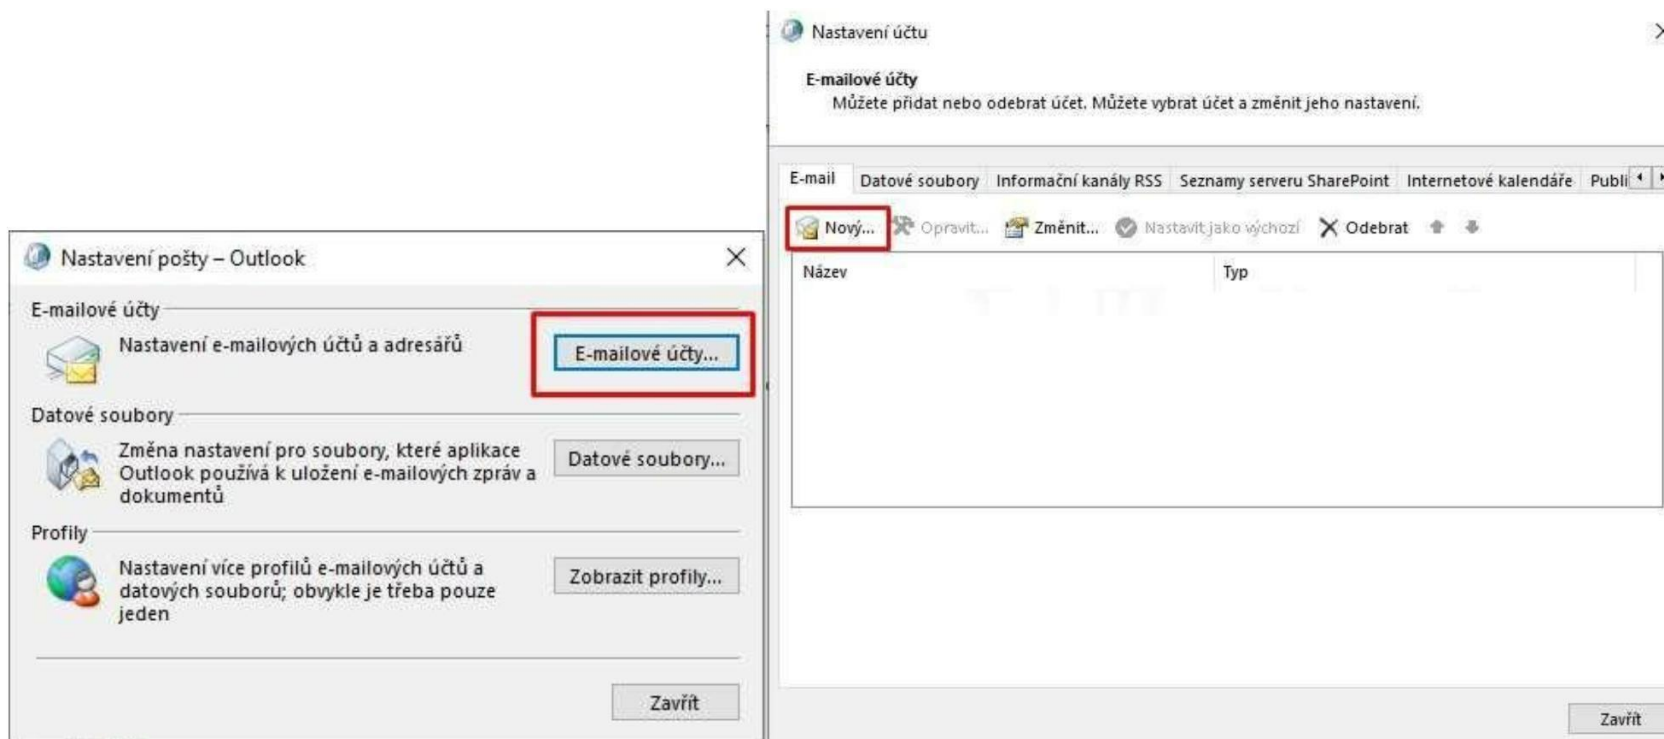 Nastavení pošty – Outlook
E-mailové účty
Nastavení e-mailových účtů a adresářů
E-mailové účty...
Datové soubory
Změna nastavení pro soubory, které aplikace
Outlook používá k uložení e-mailových zpráv a
dokumentů
Datové soubory...
Profily
Nastavení více profilů e-mailových účtů a
datových souborů; obvykle je třeba pouze
jeden
Zobrazit profily...
Zavřít
Nastavení účtu
E-mailové účty
Můžete přidat nebo odebrat účet. Můžete vybrat účet a změnit jeho nastavení.
E-mail Datové soubory Informační kanály RSS Seznamy serveru SharePoint Internetové kalendáře Publi
Nový... Opravit... Změnit... Nastavit jako výchozí Odebrat
Název Typ
Zavřít